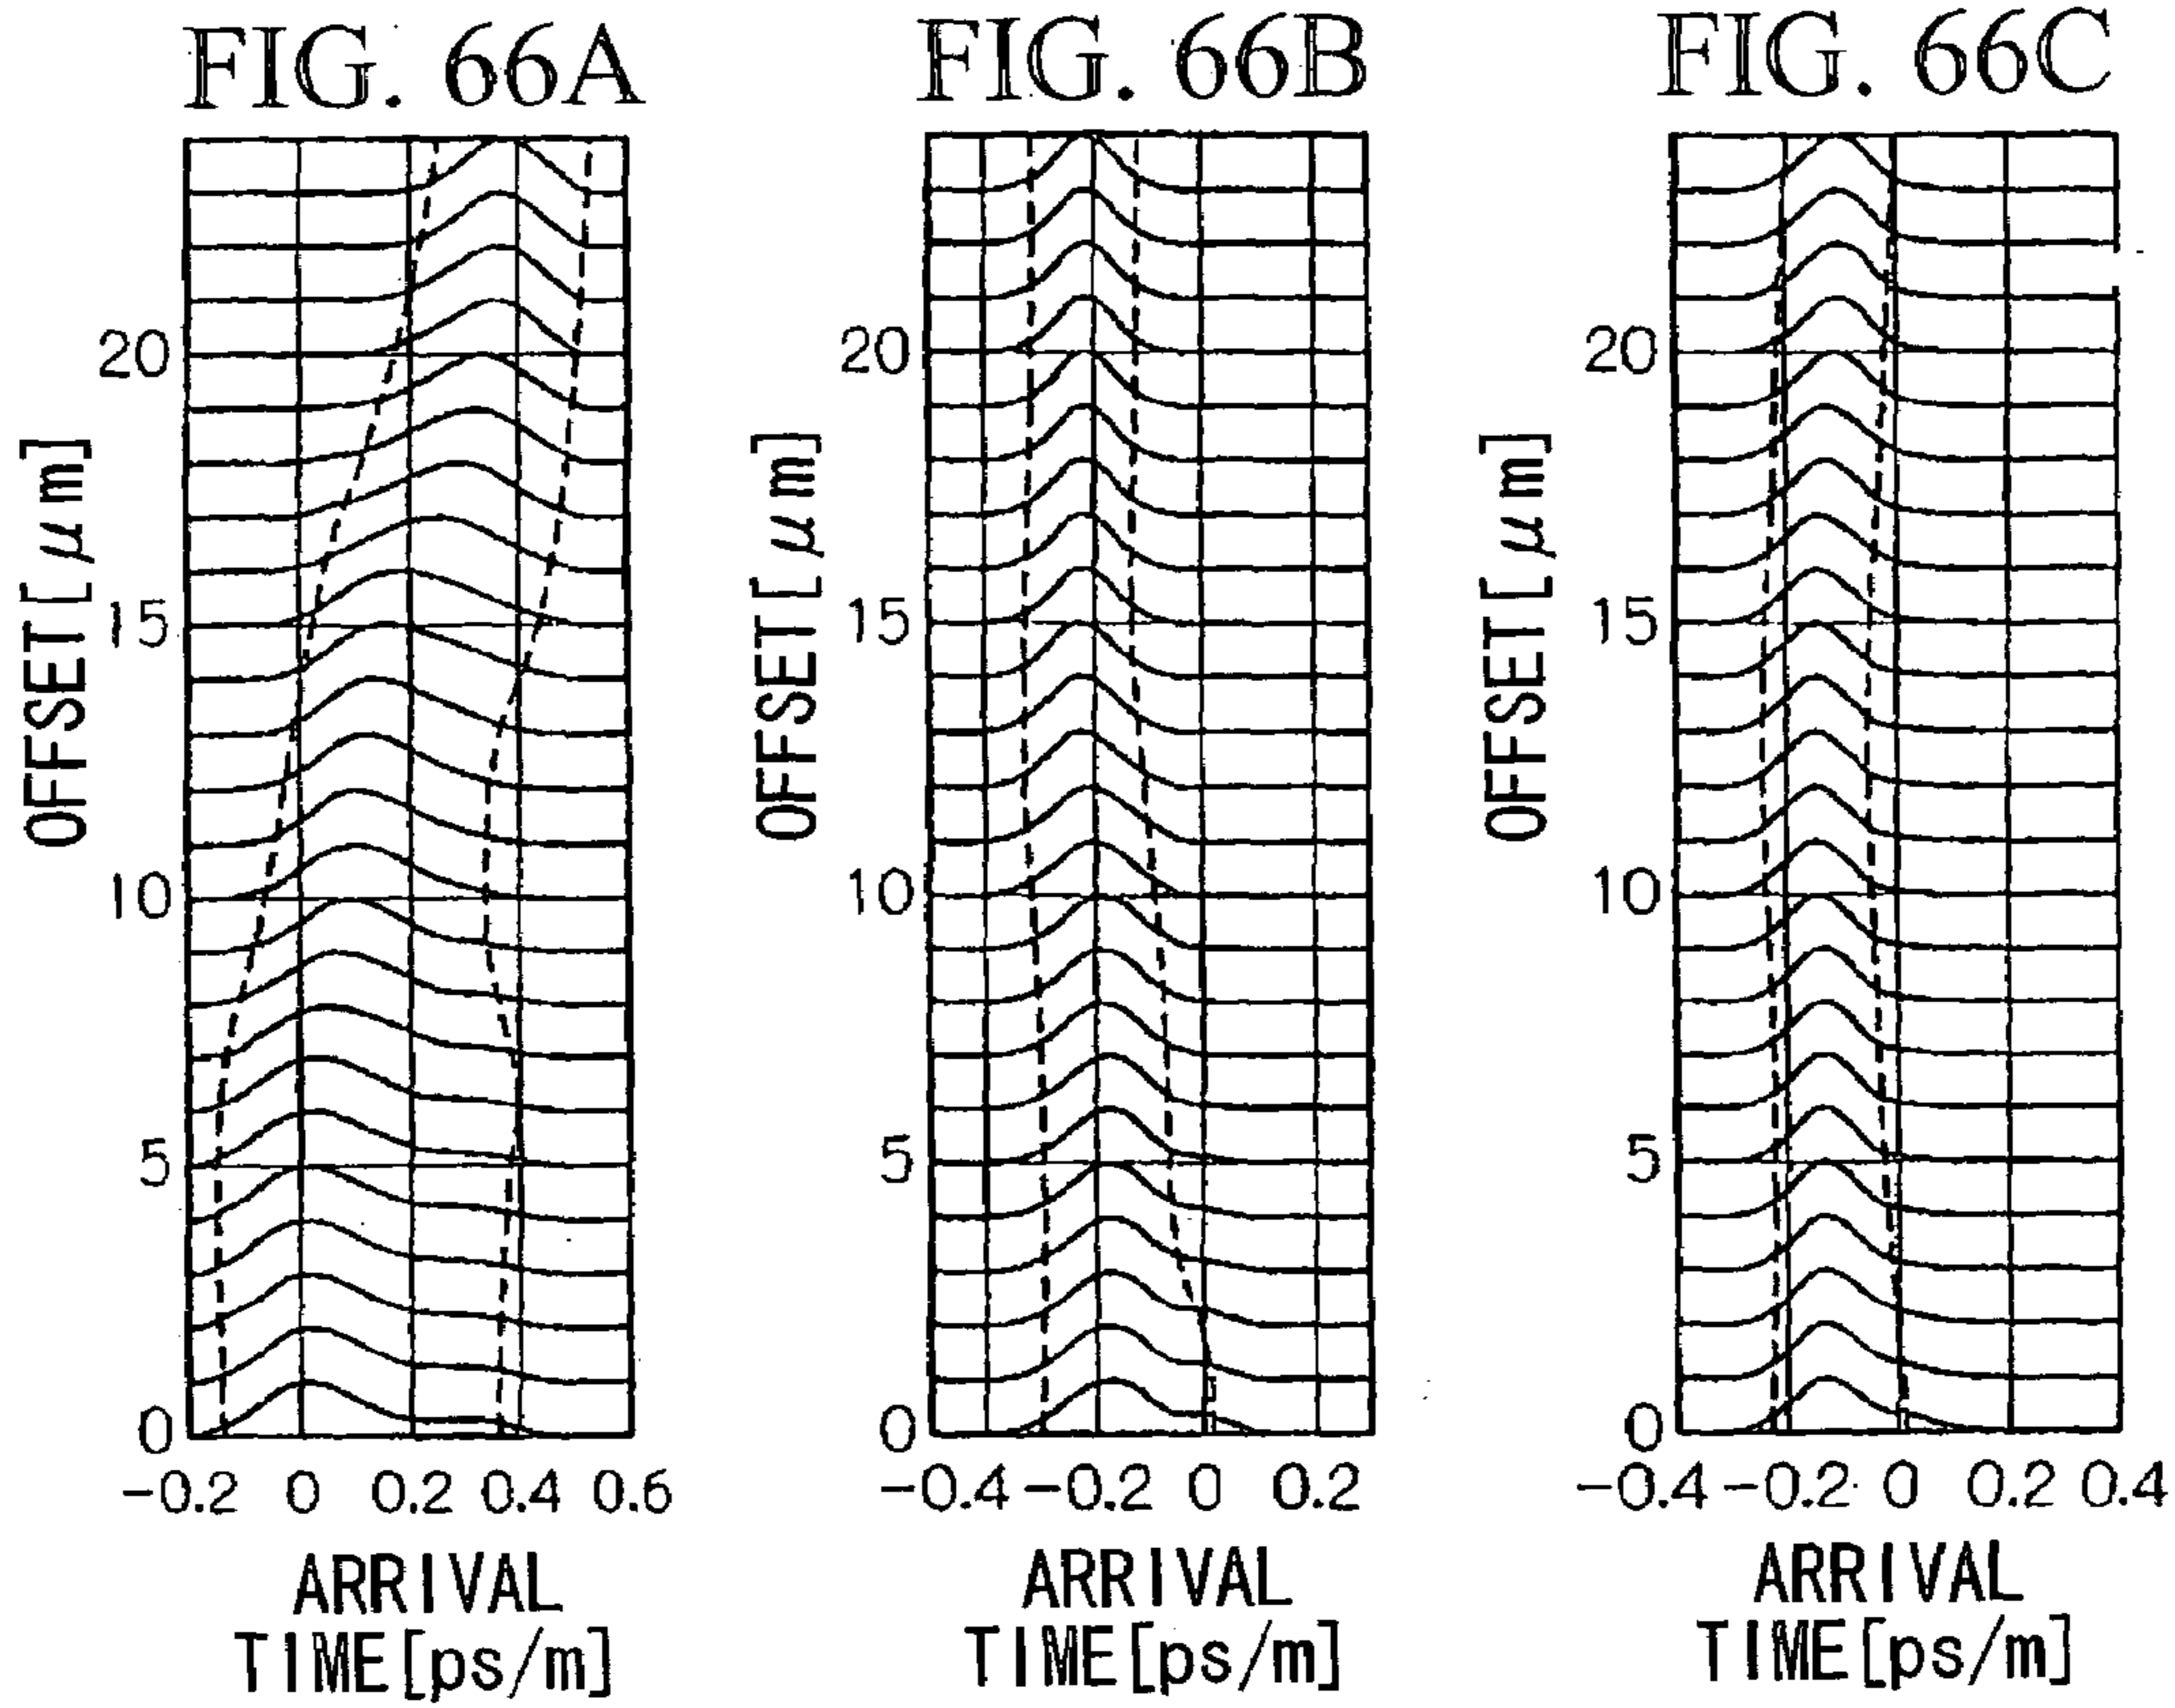 FIG. 66A
20
15
10
5
0
OFFSET[μm]
-0.2 0 0.2 0.4 0.6
ARRIVAL
TIME[ps/m]
FIG. 66B
20
15
10
5
0
OFFSET[μm]
-0.4 -0.2 0 0.2
ARRIVAL
TIME[ps/m]
FIG. 66C
20
15
10
5
0
OFFSET[μm]
-0.4 -0.2 0 0.2 0.4
ARRIVAL
TIME[ps/m]